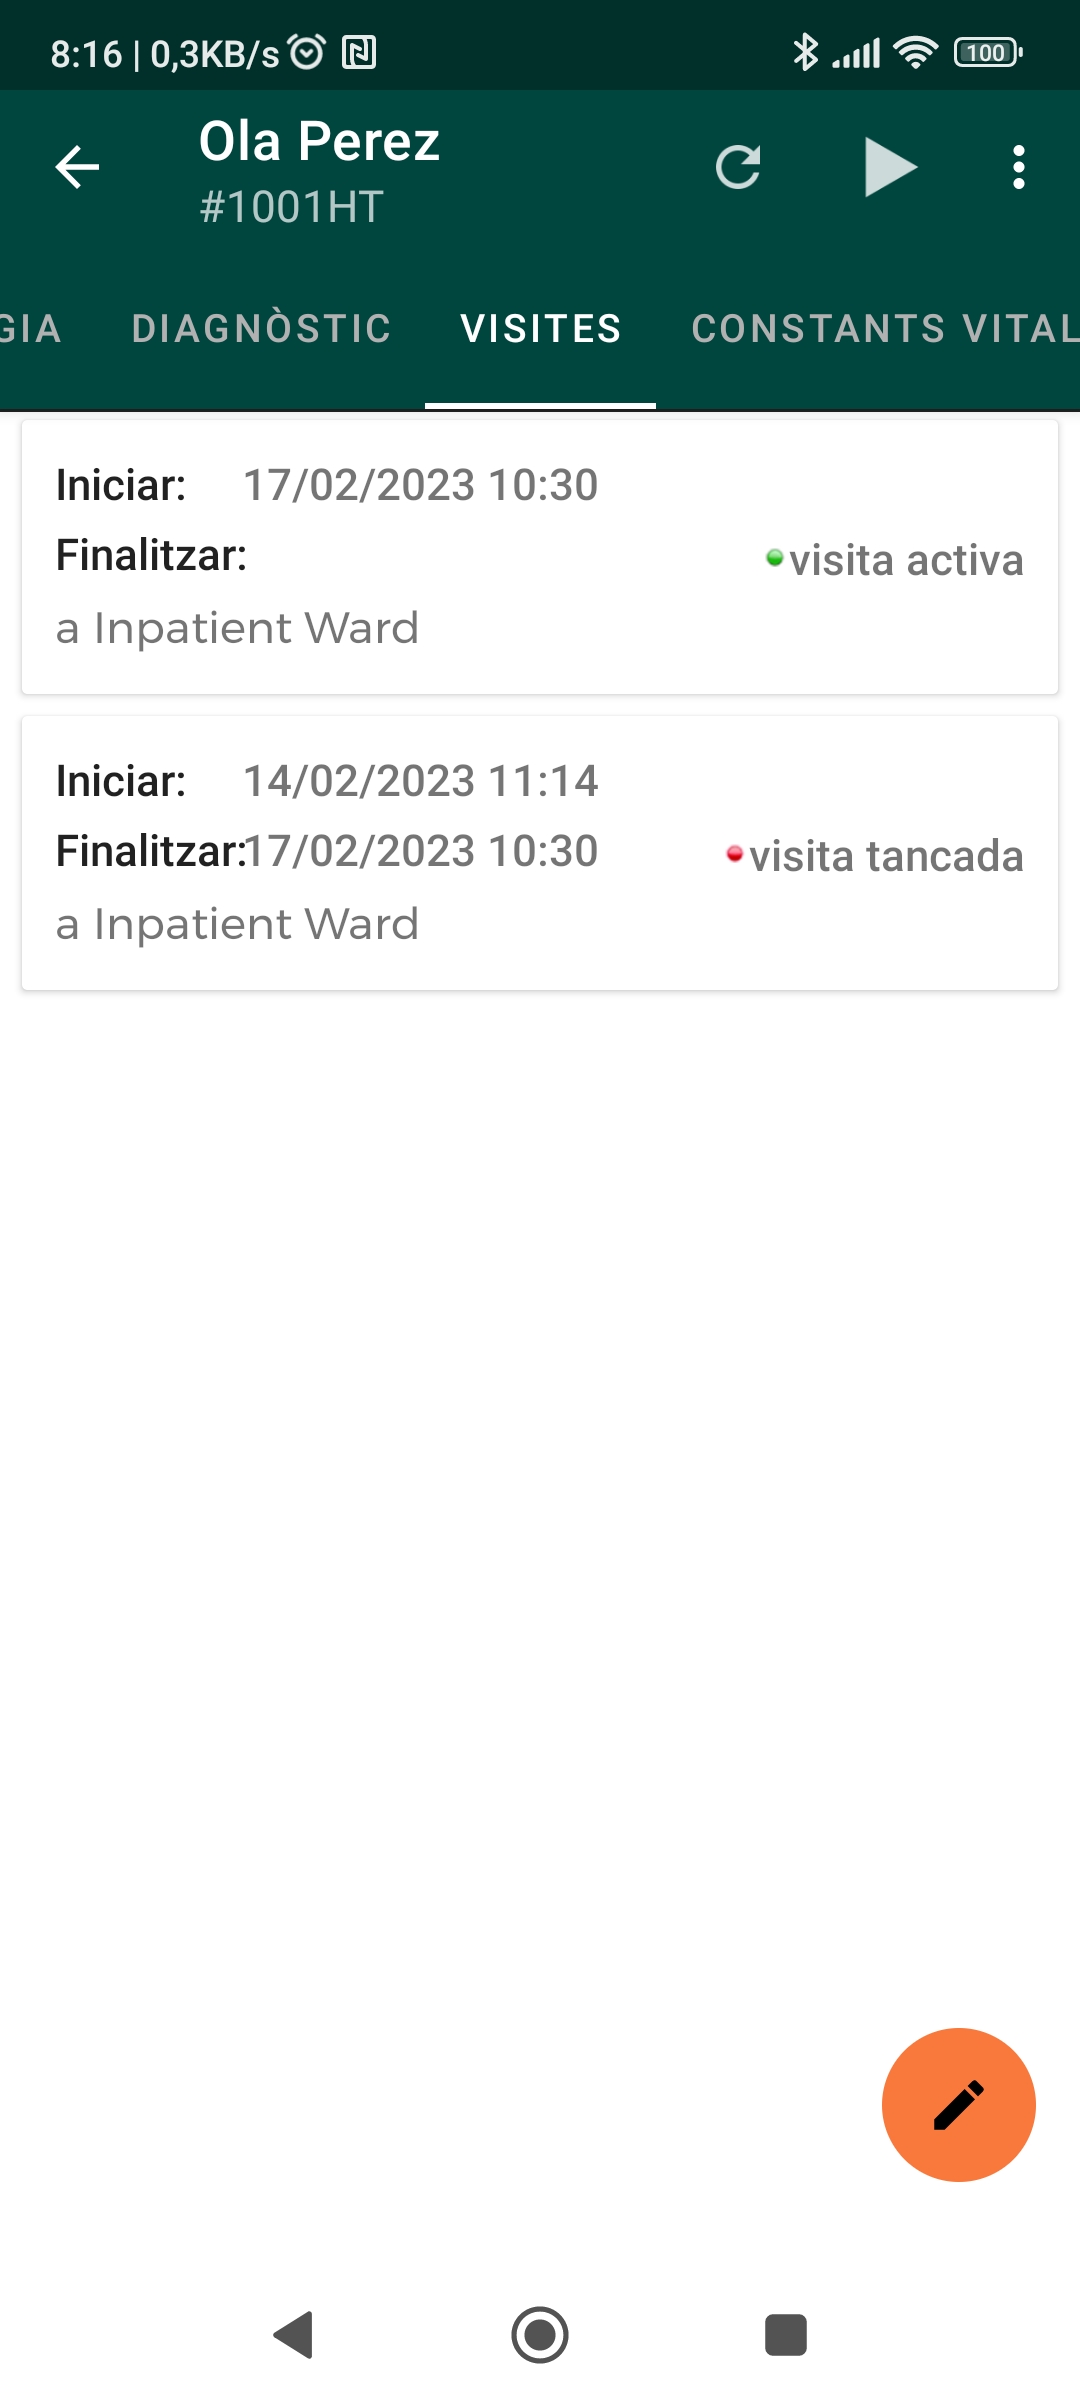 8:16 | 0,3KB/s
100
Ola Perez
#1001HT
GIA DIAGNÒSTIC VISITES CONSTANTS VITAL
Iniciar: 17/02/2023 10:30
Finalitzar: visita activa
a Inpatient Ward
Iniciar: 14/02/2023 11:14
Finalitzar:17/02/2023 10:30 visita tancada
a Inpatient Ward